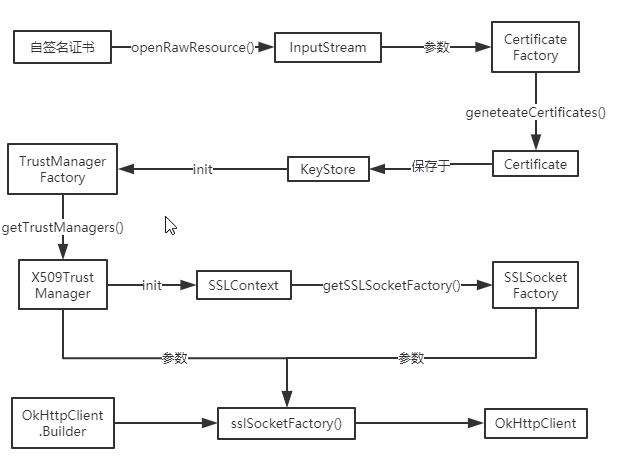 自签名证书
openRawResource()
InputStream
参数
Certificate
Factory
geneteateCertificates()
TrustManager
Factory
init
KeyStore
保存于
Certificate
getTrustManagers()
X509Trust
Manager
init
SSLContext
getSSLSocketFactory()
SSLSocket
Factory
参数
参数
OkHttpClient
.Builder
sslSocketFactory()
OkHttpClient